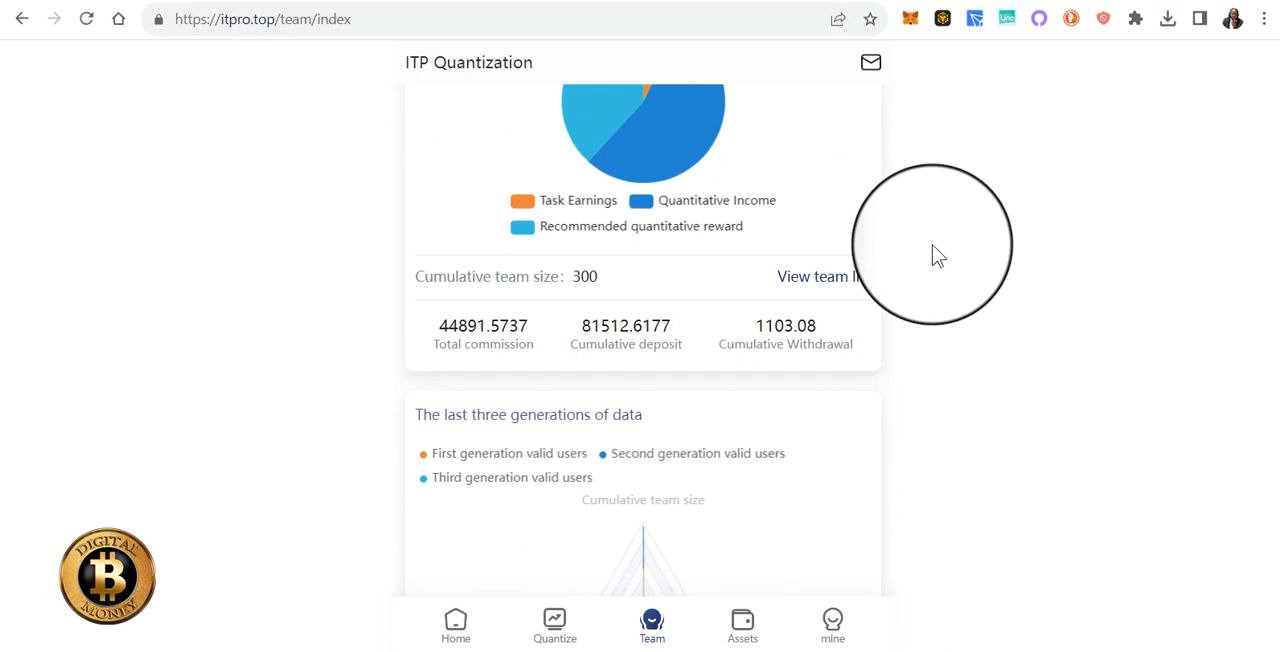 https://itpro.top/team/index
ITP Quantization
Task Earnings Quantitative Income
Recommended quantitative reward
Cumulative team size: 300 View team
44891.5737 81512.6177 1103.08
Total commission Cumulative deposit Cumulative Withdrawal
The last three generations of data
First generation valid users Second generation valid users
Third generation valid users
Cumulative team size
DIGITAL
B
MONEY
Home Quantize Team Assets mine